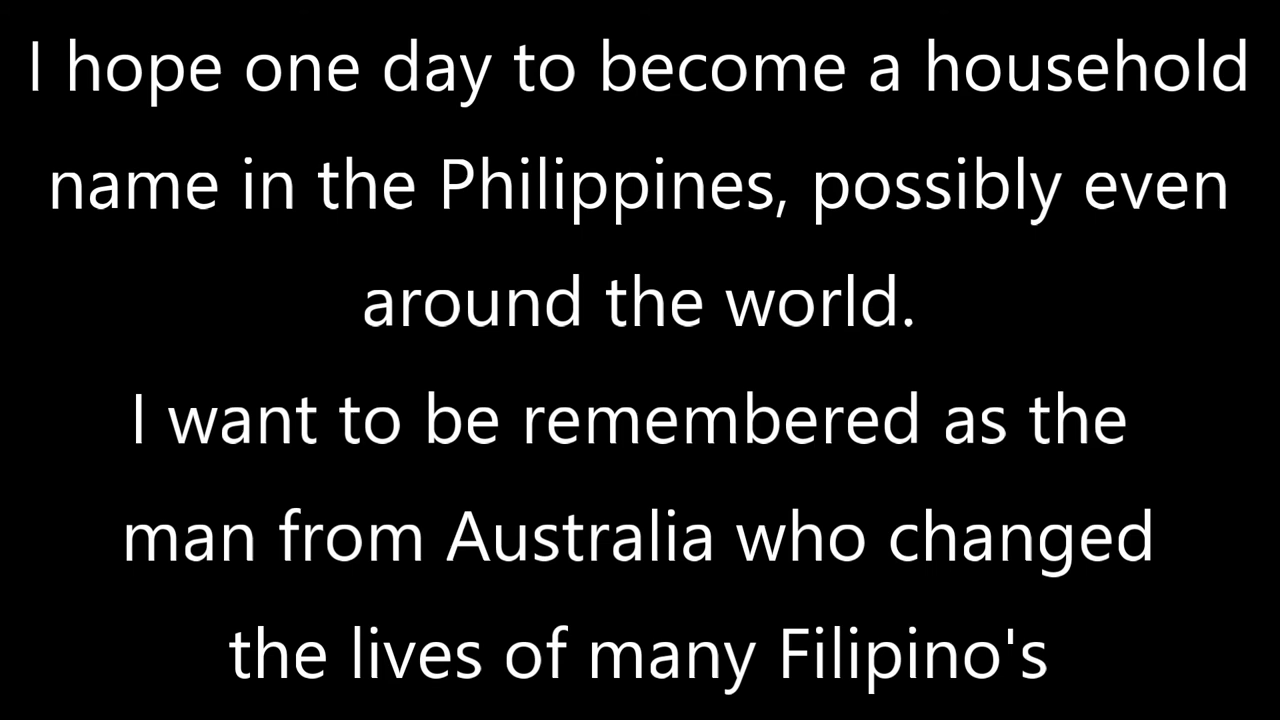 I hope one day to become a household
name in the Philippines, possibly even
around the world.
I want to be remembered as the
man from Australia who changed
the lives of many Filipino's